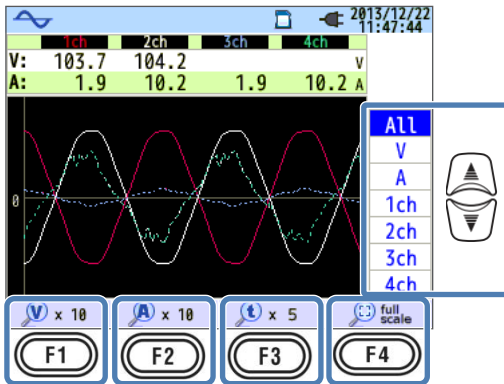 2013/12/22
11:47:44
1ch 2ch 3ch 4ch
V: 103.7 104.2 V
A: 1.9 10.2 1.9 10.2 A
0
All
V
A
1ch
2ch
3ch
4ch
V x 10 A x 10 t x 5 full scale
F1 F2 F3 F4